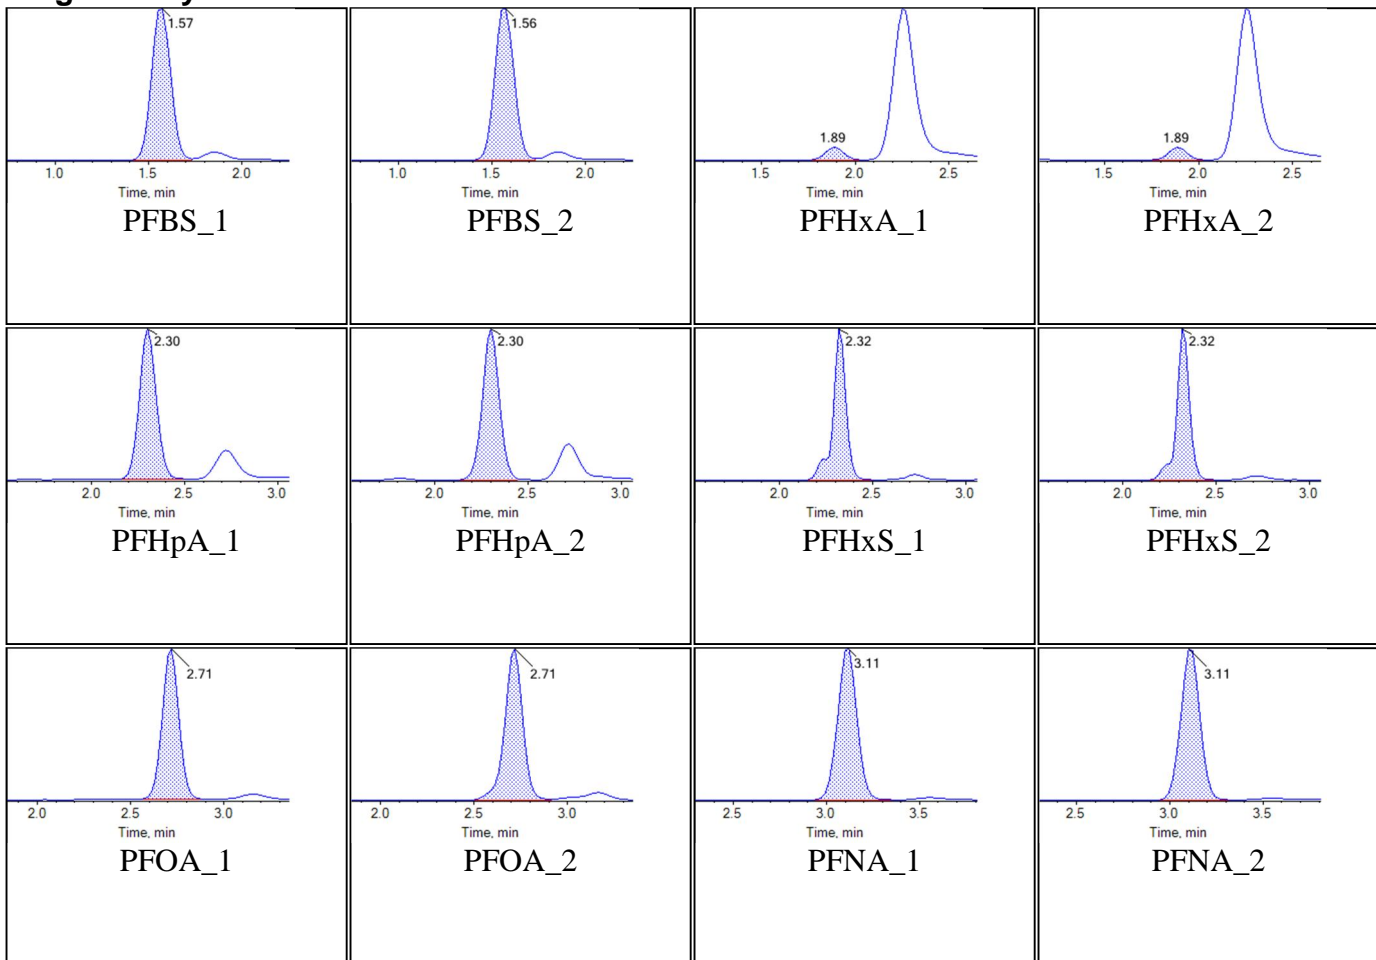 1.57
1.0 1.5 2.0
Time, min
PFBS_1
1.56
1.0 1.5 2.0
Time, min
PFBS_2
1.89
1.5 2.0 2.5
Time, min
PFHxA_1
1.89
1.5 2.0 2.5
Time, min
PFHxA_2
2.30
2.0 2.5 3.0
Time, min
PFHpA_1
2.30
2.0 2.5 3.0
Time, min
PFHpA_2
2.32
2.0 2.5 3.0
Time, min
PFHxS_1
2.32
2.0 2.5 3.0
Time, min
PFHxS_2
2.71
2.0 2.5 3.0
Time, min
PFOA_1
2.71
2.0 2.5 3.0
Time, min
PFOA_2
3.11
2.5 3.0 3.5
Time, min
PFNA_1
3.11
2.5 3.0 3.5
Time, min
PFNA_2